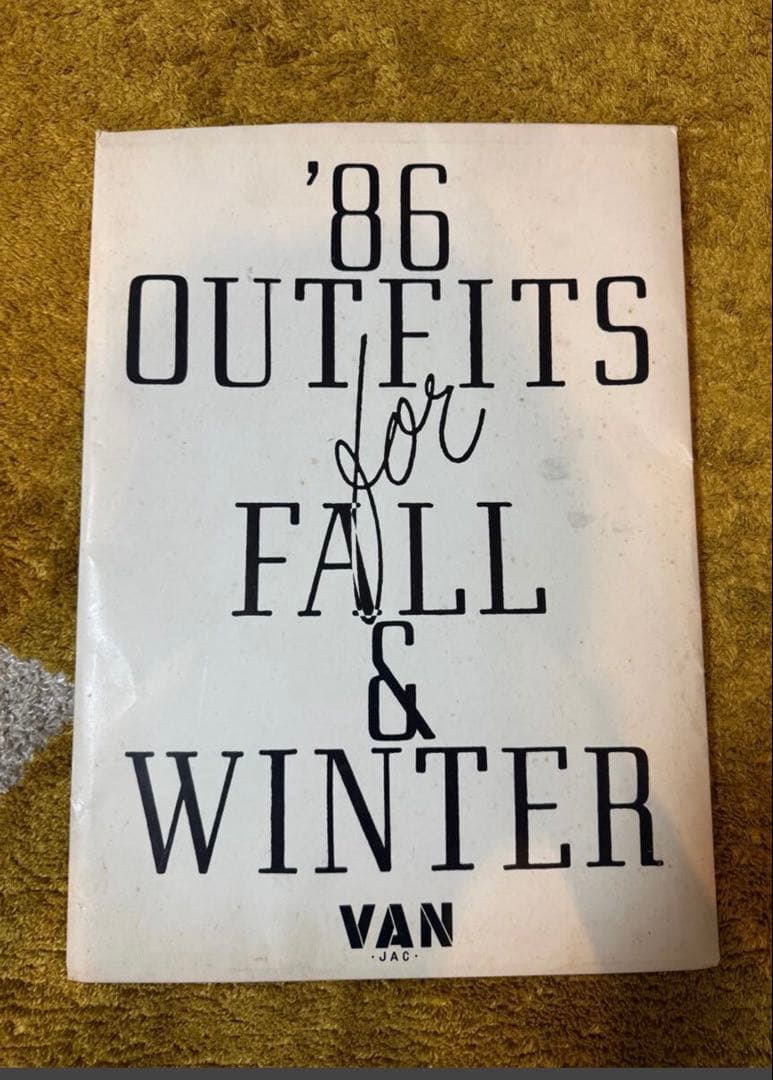 ’86
OUTFITS
for
FALL
&
WINTER
VAN
·JAC·